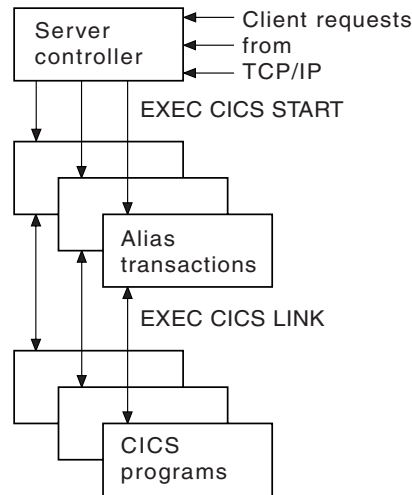 Server
controller
Client requests
from
TCP/IP
EXEC CICS START
Alias
transactions
EXEC CICS LINK
CICS
programs